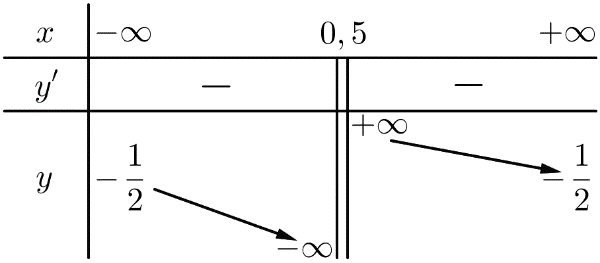 x −∞ 0,5 +∞
y′ − −
+∞
y −1/2 −1/2
−∞